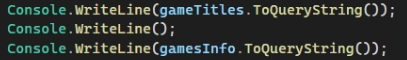 Console.WriteLine(gameTitles.ToQueryString());
Console.WriteLine();
Console.WriteLine(gamesInfo.ToQueryString());